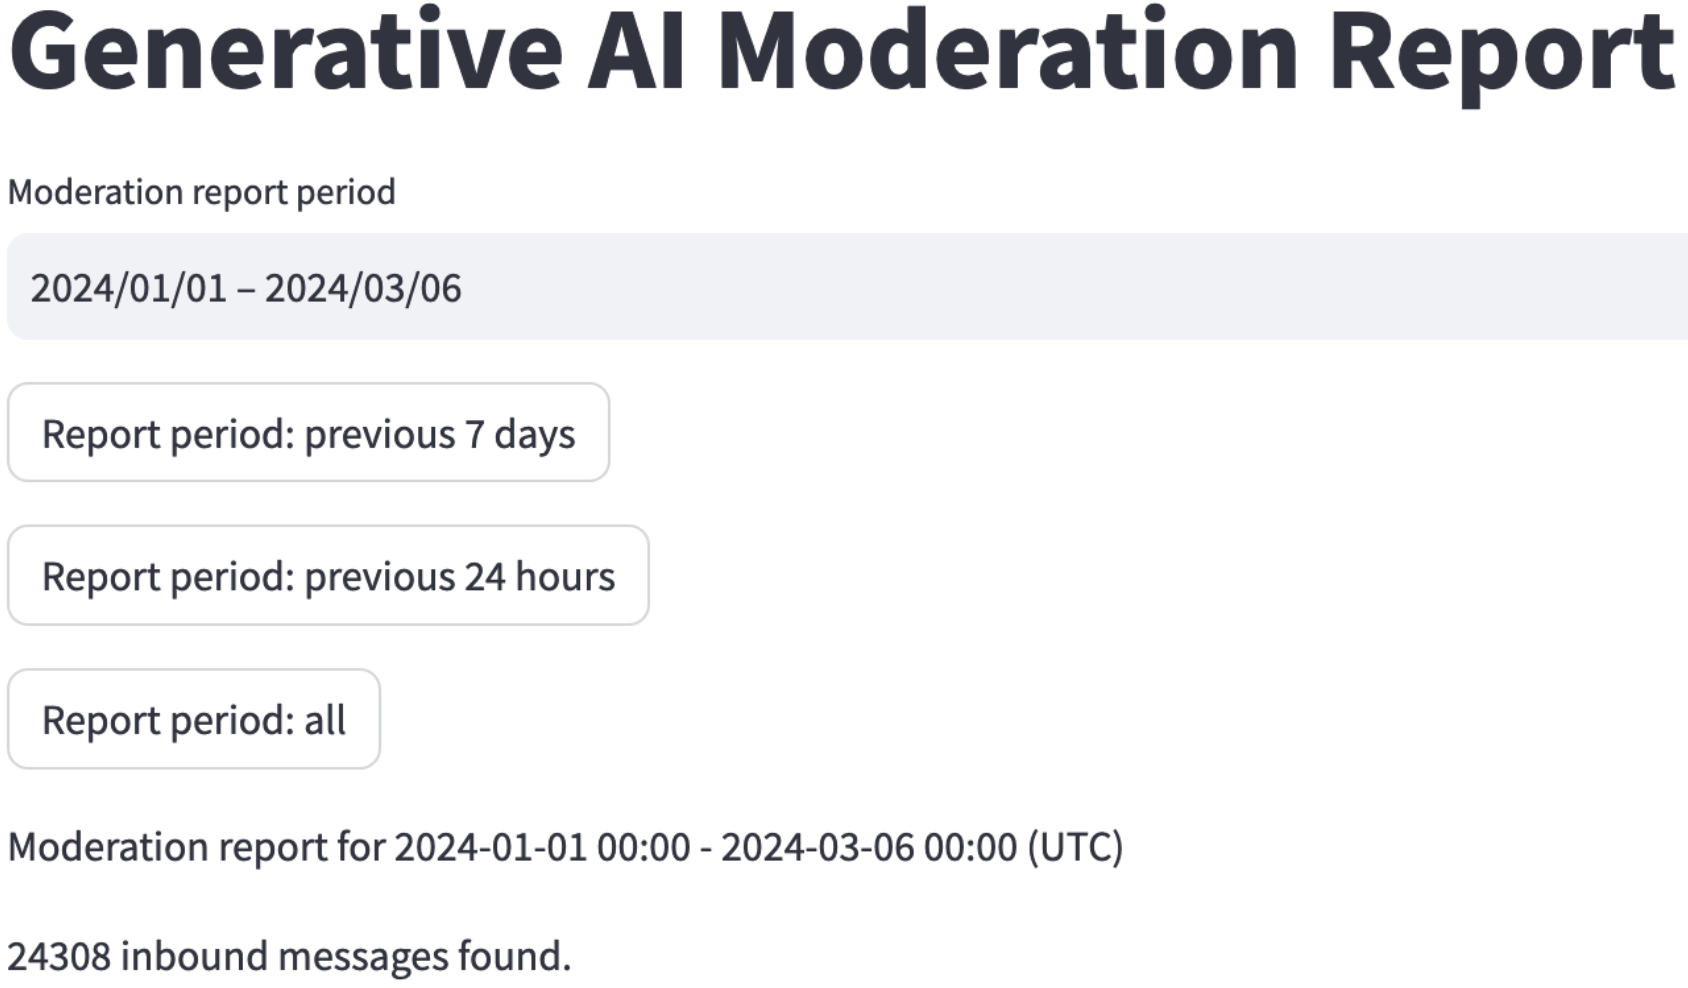 Generative AI Moderation Report
Moderation report period
2024/01/01 – 2024/03/06
Report period: previous 7 days
Report period: previous 24 hours
Report period: all
Moderation report for 2024-01-01 00:00 - 2024-03-06 00:00 (UTC)
24308 inbound messages found.